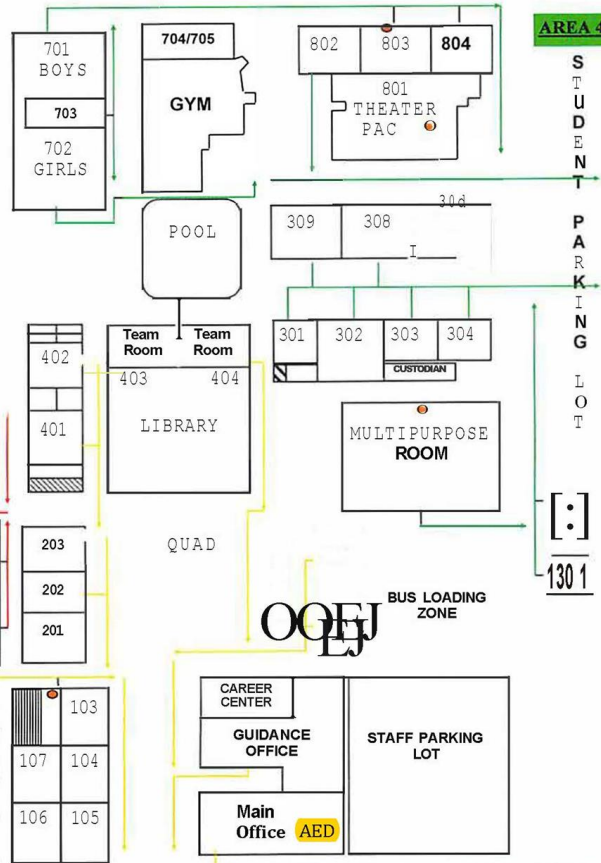 701
BOYS
703
702
GIRLS
704/705
GYM
802
803
804
801
THEATER
PAC
AREA 4
STUDENT PARKING LOT
POOL
309
308
30d
I
301
302
303
304
CUSTODIAN
Team
Room
Team
Room
403
404
LIBRARY
402
401
MULTIPURPOSE
ROOM
[:]
1301
203
202
201
QUAD
OOEJ
EJ
BUS LOADING
ZONE
CAREER
CENTER
GUIDANCE
OFFICE
STAFF PARKING
LOT
103
107
104
106
105
Main
Office
AED